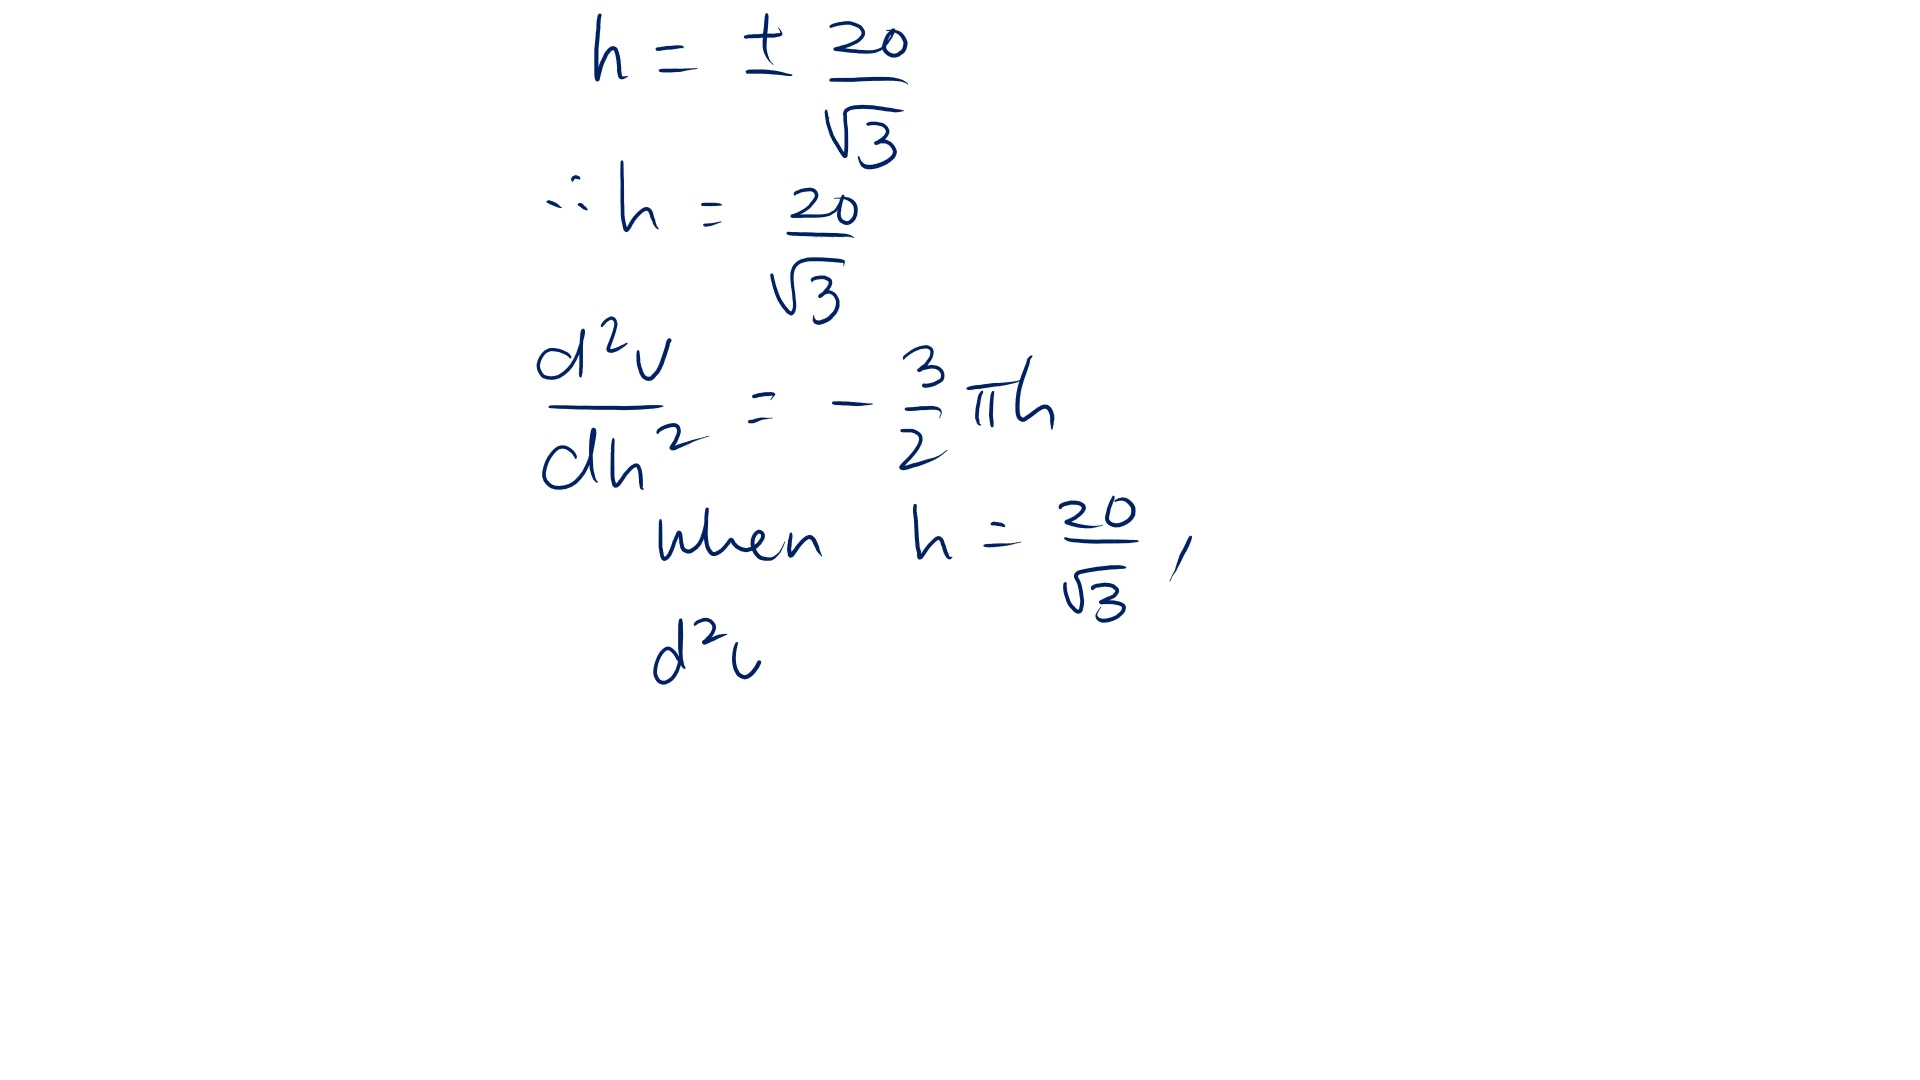 h = ± 20/√3
∴ h = 20/√3
d²v/dh² = - 3/2 πh
when h = 20/√3 ,
d²v